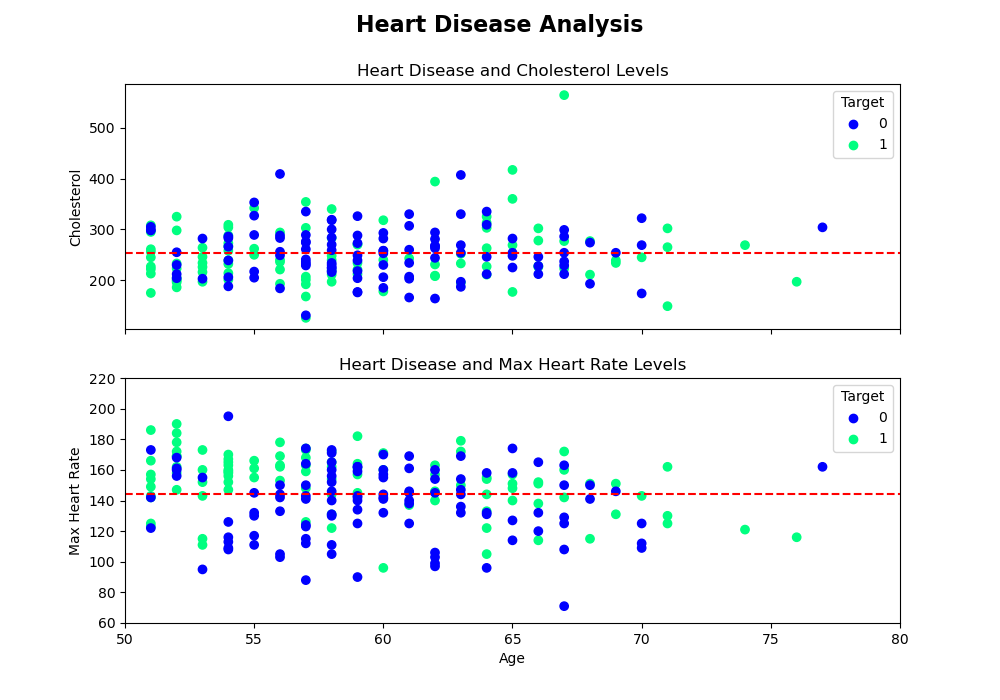 Heart Disease Analysis
Heart Disease and Cholesterol Levels
Cholesterol
500
400
300
200
Target
0
1
Heart Disease and Max Heart Rate Levels
Max Heart Rate
220
200
180
160
140
120
100
80
60
Target
0
1
50 55 60 65 70 75 80
Age